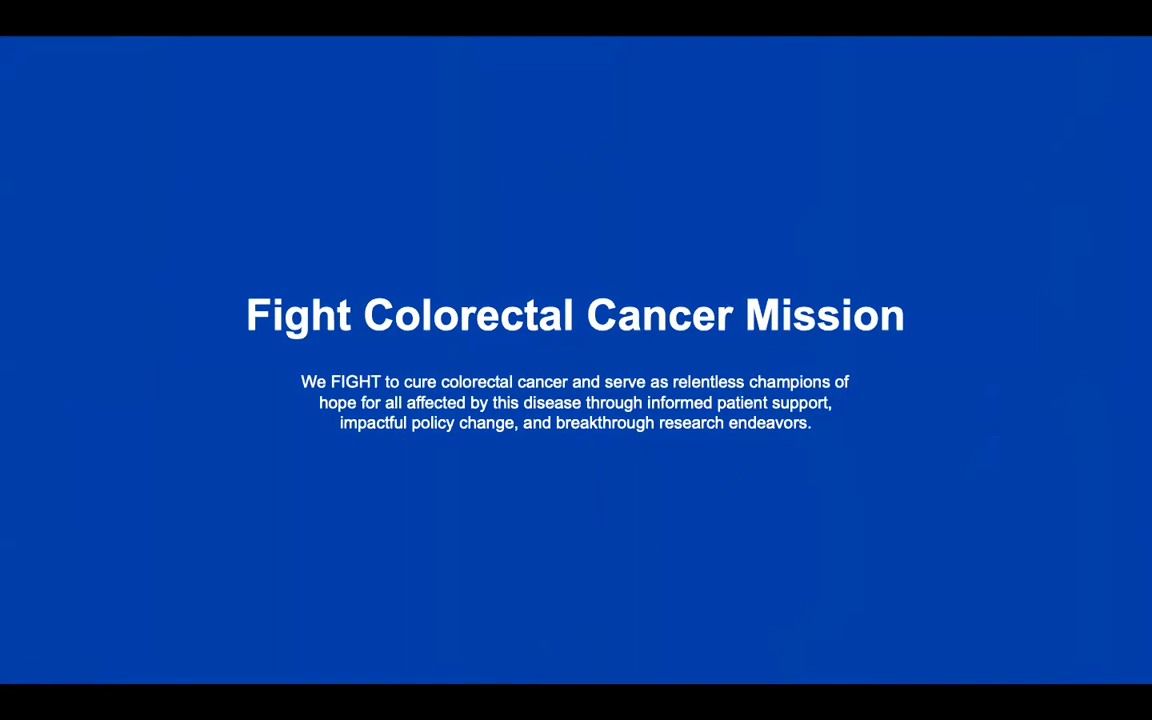 Fight Colorectal Cancer Mission
We FIGHT to cure colorectal cancer and serve as relentless champions of
hope for all affected by this disease through informed patient support,
impactful policy change, and breakthrough research endeavors.